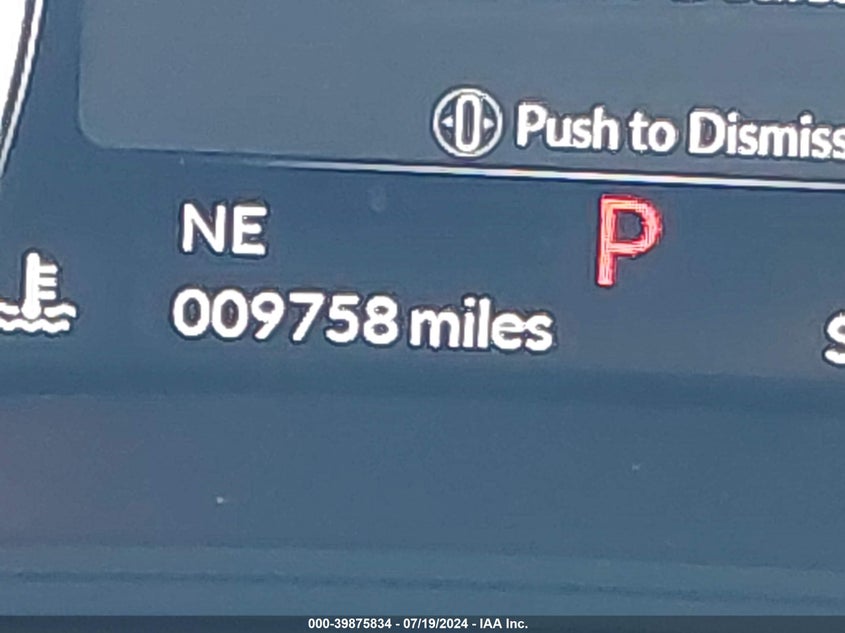 Push to Dismiss
NE
P
009758 miles
000-39875834 - 07/19/2024 - IAA Inc.